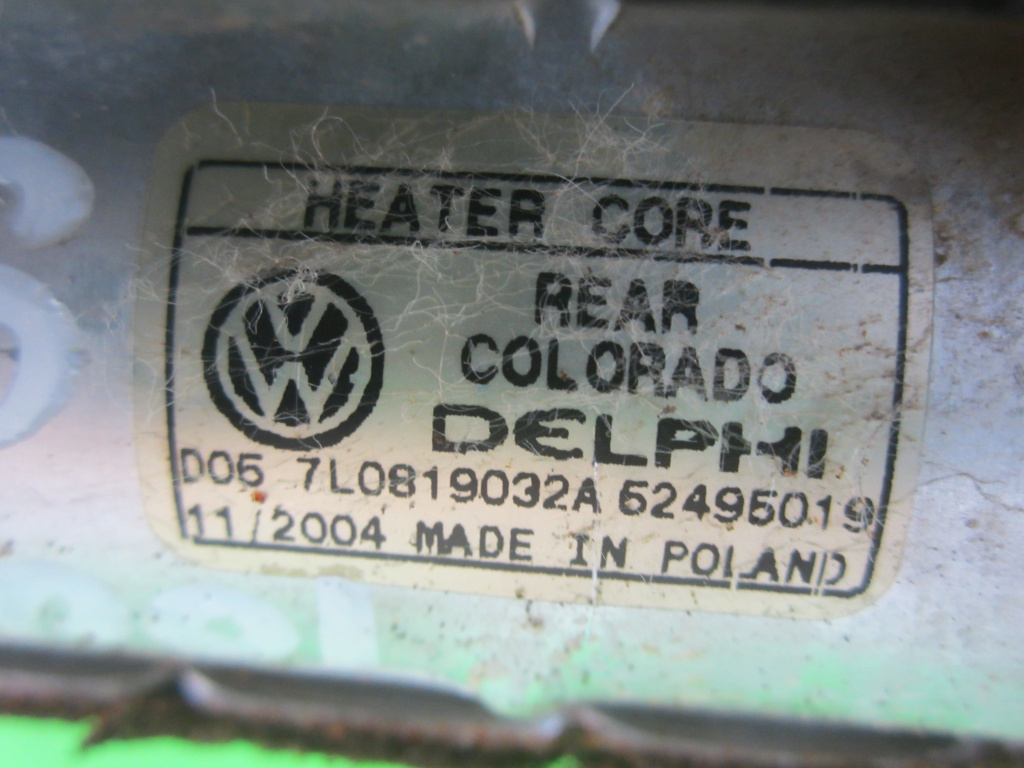 HEATER CORE
REAR
COLORADO
DELPHI
D05 7L0819032A 52495019
11/2004 MADE IN POLAND